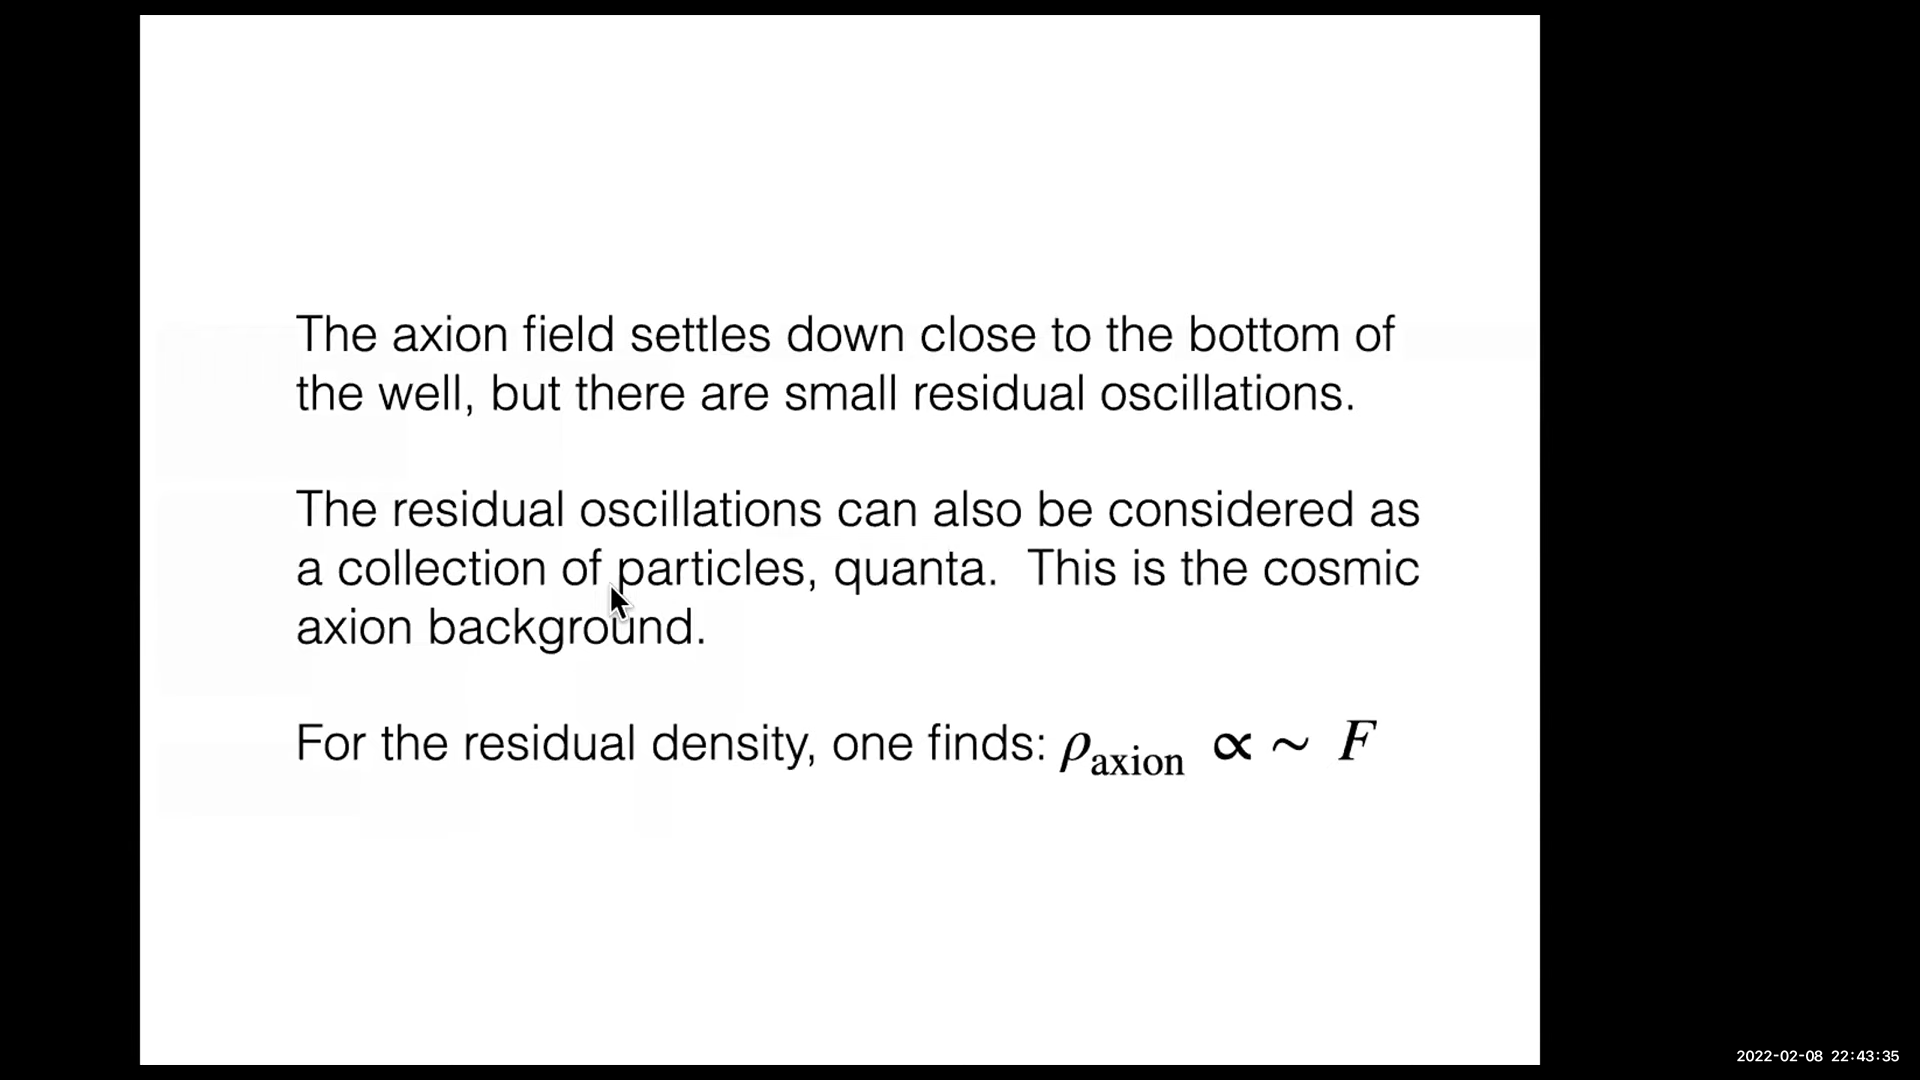 The axion field settles down close to the bottom of
the well, but there are small residual oscillations.
The residual oscillations can also be considered as
a collection of particles, quanta.  This is the cosmic
axion background.
For the residual density, one finds: ρ_axion ∝ ~ F
2022-02-08 22:43:35